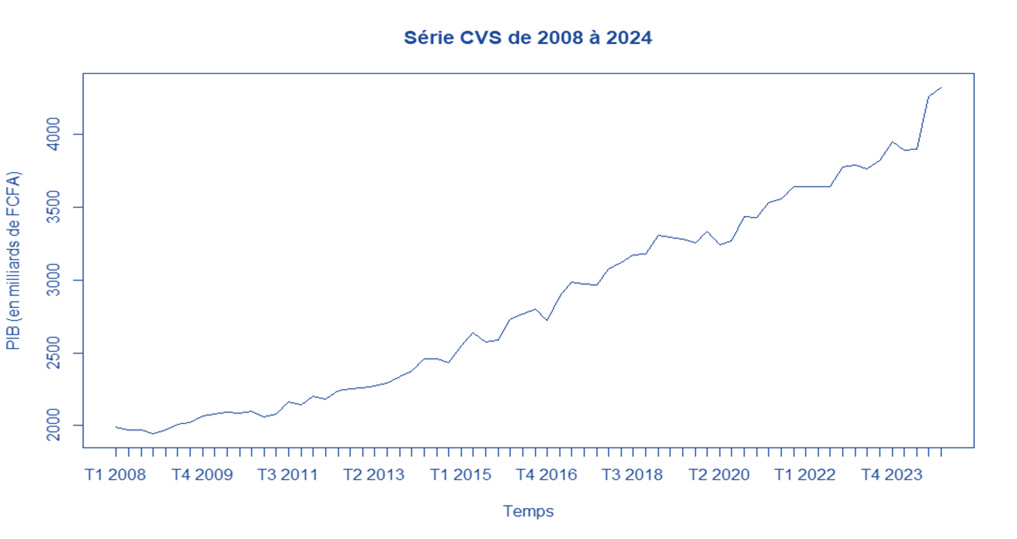 Série CVS de 2008 à 2024
PIB (en milliards de FCFA)
4000
3500
3000
2500
2000
T1 2008 T4 2009 T3 2011 T2 2013 T1 2015 T4 2016 T3 2018 T2 2020 T1 2022 T4 2023
Temps